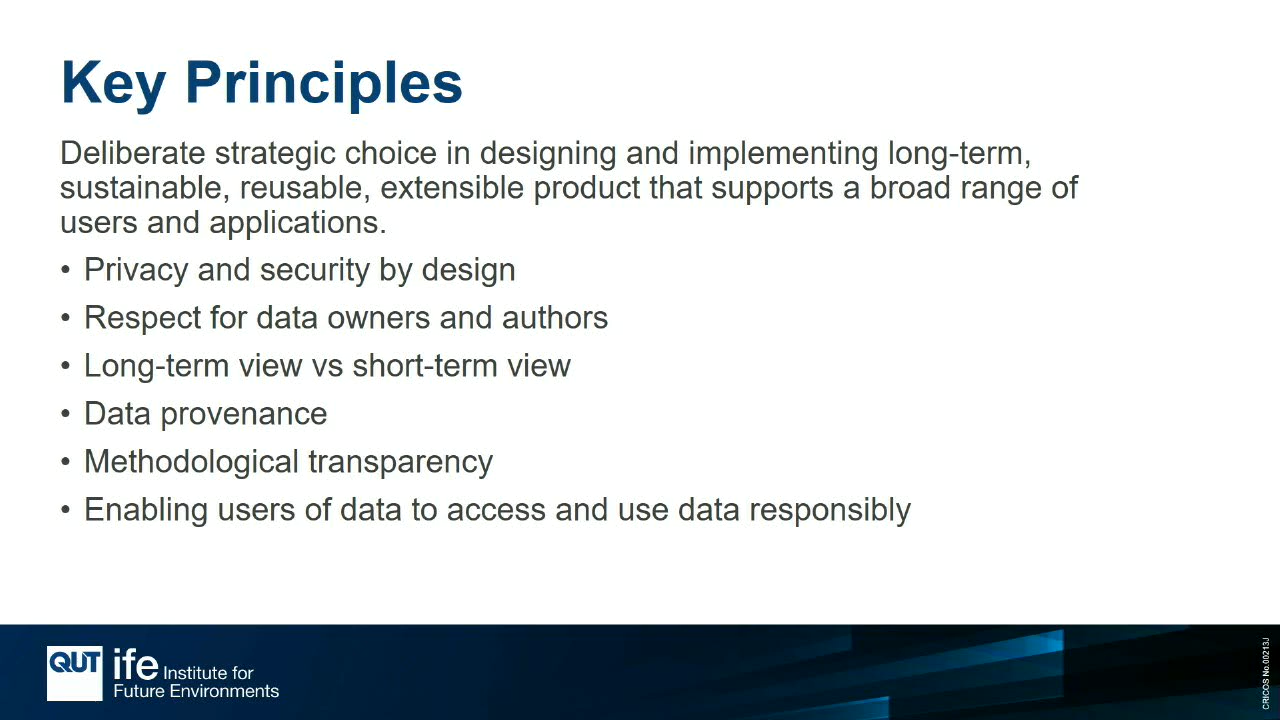 Key Principles
Deliberate strategic choice in designing and implementing long-term,
sustainable, reusable, extensible product that supports a broad range of
users and applications.
• Privacy and security by design
• Respect for data owners and authors
• Long-term view vs short-term view
• Data provenance
• Methodological transparency
• Enabling users of data to access and use data responsibly
QUT
ife Institute for
Future Environments
CRICOS No.00213J